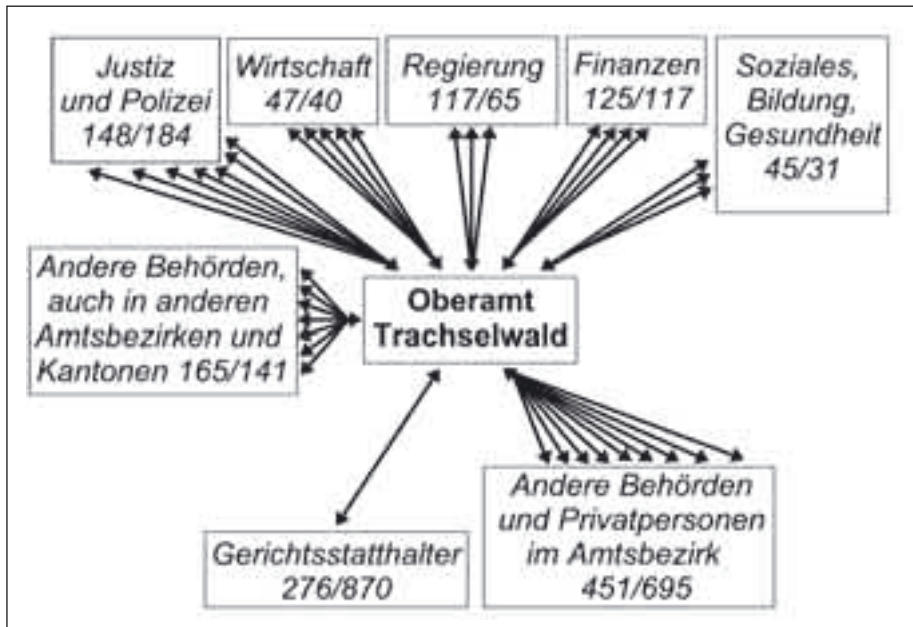 Justiz
und Polizei
148/184
Wirtschaft
47/40
Regierung
117/65
Finanzen
125/117
Soziales,
Bildung,
Gesundheit
45/31
Andere Behörden,
auch in anderen
Amtsbezirken und
Kantonen 165/141
Oberamt
Trachselwald
Gerichtsstatthalter
276/870
Andere Behörden
und Privatpersonen
im Amtsbezirk
451/695